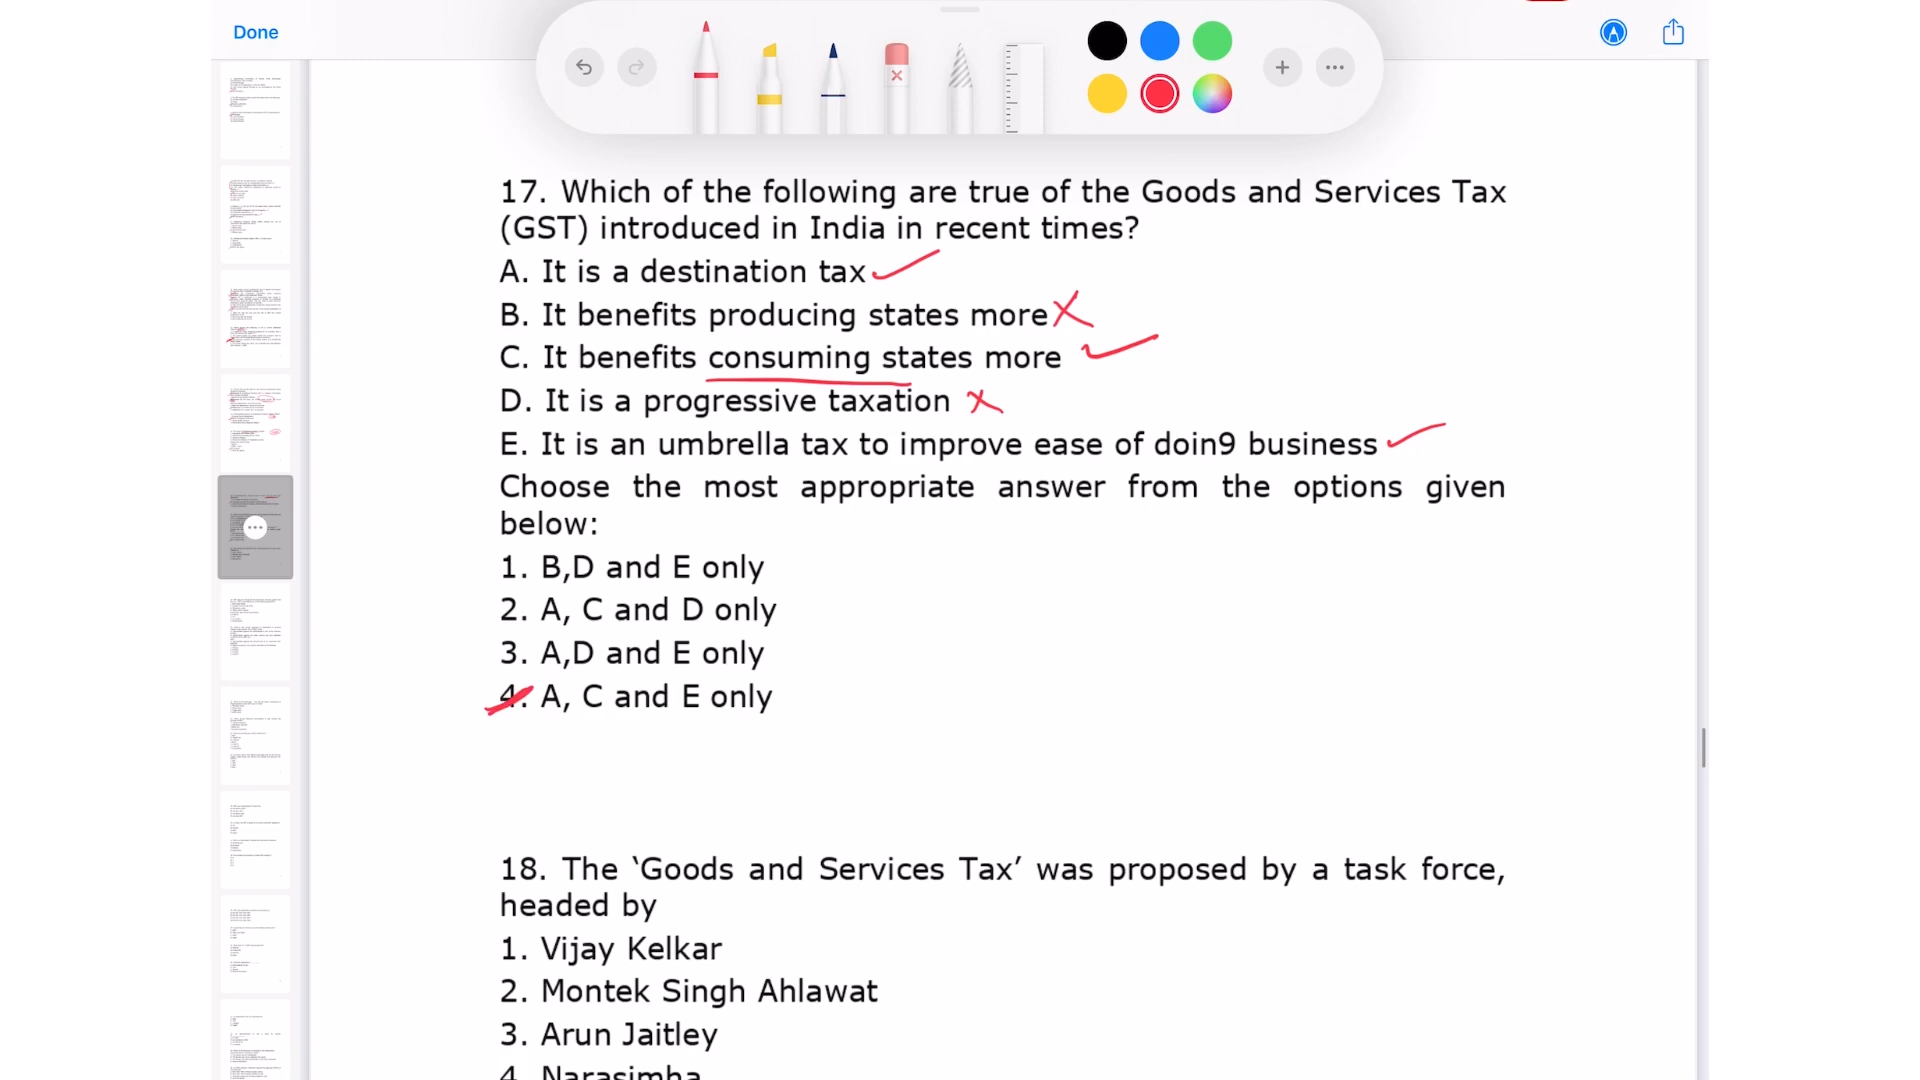 Done
17. Which of the following are true of the Goods and Services Tax
(GST) introduced in India in recent times?
A. It is a destination tax
B. It benefits producing states more
C. It benefits consuming states more
D. It is a progressive taxation
E. It is an umbrella tax to improve ease of doin9 business
Choose the most appropriate answer from the options given
below:
1. B,D and E only
2. A, C and D only
3. A,D and E only
4. A, C and E only
18. The ‘Goods and Services Tax’ was proposed by a task force,
headed by
1. Vijay Kelkar
2. Montek Singh Ahlawat
3. Arun Jaitley
4. Narasimha